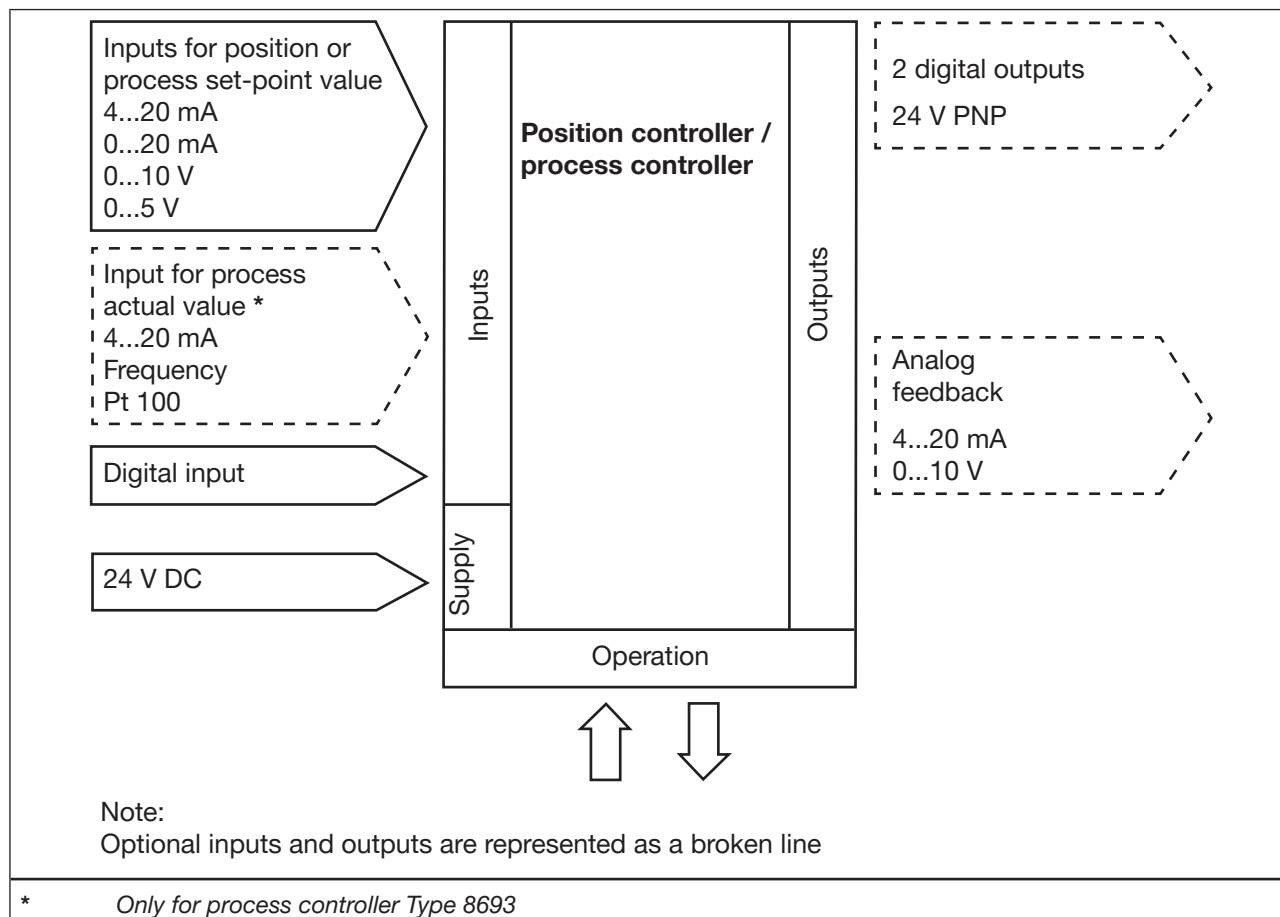 Inputs for position or
process set-point value
4...20 mA
0...20 mA
0...10 V
0...5 V
Input for process
actual value *
4...20 mA
Frequency
Pt 100
Digital input
24 V DC
Inputs
Supply
Position controller /
process controller
Outputs
Operation
2 digital outputs
24 V PNP
Analog
feedback
4...20 mA
0...10 V
Note:
Optional inputs and outputs are represented as a broken line
* Only for process controller Type 8693